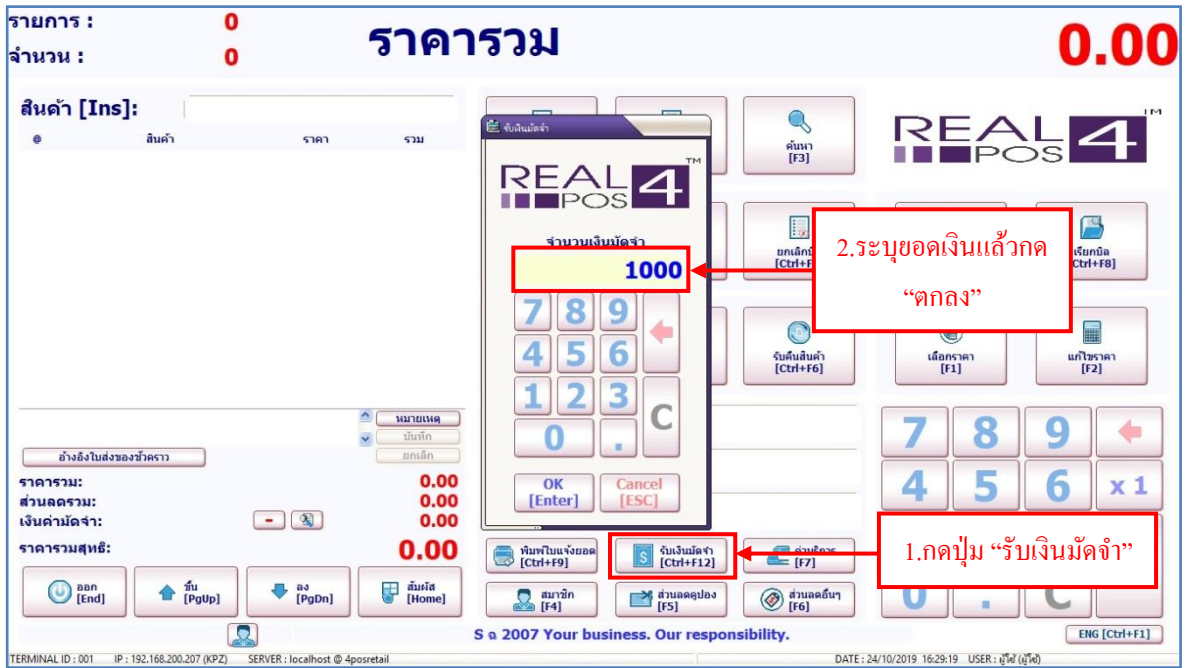 รายการ :
0
จำนวน :
0
ราคารวม
0.00
สินค้า [Ins]:
@ สินค้า ราคา รวม
รับเงินมัดจำ
REAL 4 POS TM
จำนวนเงินมัดจำ
1000
7 8 9
4 5 6
1 2 3
C
0 .
OK
[Enter]
Cancel
[ESC]
ค้นหา
[F3]
REAL 4 POS TM
[Ctrl+F
2.ระบุยอดเงินแล้วกด
“ตกลง”
[Ctrl+F8]
รับคืนสินค้า
[Ctrl+F6]
เลือกราคา
[F1]
แก้ไขราคา
[F2]
หมายเหตุ
บันทึก
ยกเลิก
อ้างอิงใบส่งของชั่วคราว
ราคารวม: 0.00
ส่วนลดรวม: 0.00
เงินค่ามัดจำ: - 0.00
ราคารวมสุทธิ: 0.00
7 8 9
4 5 6 x 1
1.กดปุ่ม “รับเงินมัดจำ”
0 . C
พิมพ์ใบแจ้งยอด
[Ctrl+F9]
รับเงินมัดจำ
[Ctrl+F12]
ค่าบริการ
[F7]
ออก
[End]
ขึ้น
[PgUp]
ลง
[PgDn]
สัมผัส
[Home]
สมาชิก
[F4]
ส่วนลดคูปอง
[F5]
ส่วนลดอื่นๆ
[F6]
S ฉ 2007 Your business. Our responsibility.
ENG [Ctrl+F1]
TERMINAL ID : 001 IP : 192.168.200.207 (KPZ) SERVER : localhost @ 4posretail DATE : 24/10/2019 16:29:19 USER : ผู้ใช้ (ผู้ใช้)